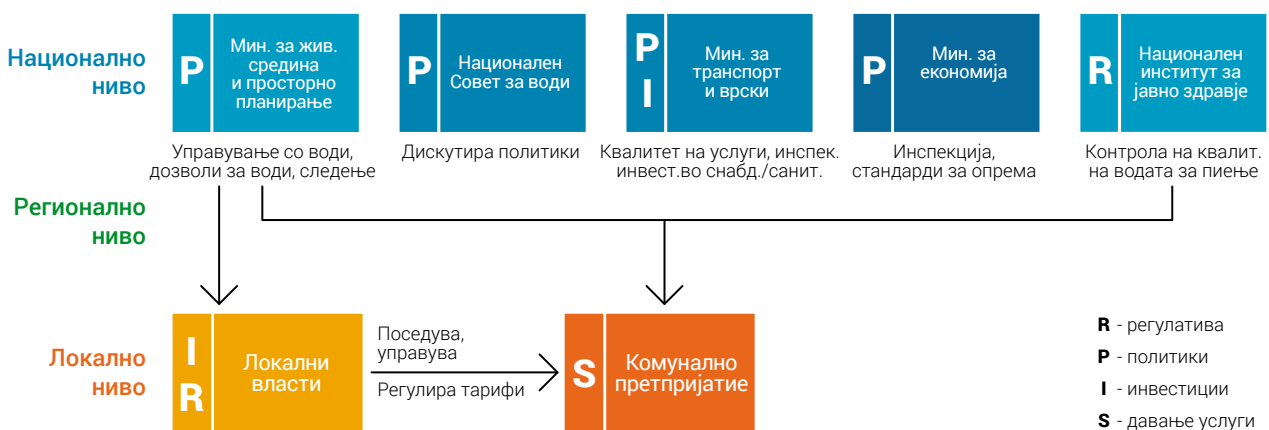 Национално
ниво
P
Мин. за жив.
средина
и просторно
планирање
P
Национален
Совет за води
P
I
Мин. за
транспорт
и врски
P
Мин. за
економија
R
Национален
институт за
јавно здравје
Управување со води,
дозволи за води, следење
Дискутира политики
Квалитет на услуги, инспек.
инвест.во снабд./санит.
Инспекција,
стандарди за опрема
Контрола на квалит.
на водата за пиење
Регионално
ниво
Локално
ниво
I
R
Локални
власти
Поседува,
управува
Регулира тарифи
S
Комунално
претпријатие
R - регулатива
P - политики
I - инвестиции
S - давање услуги